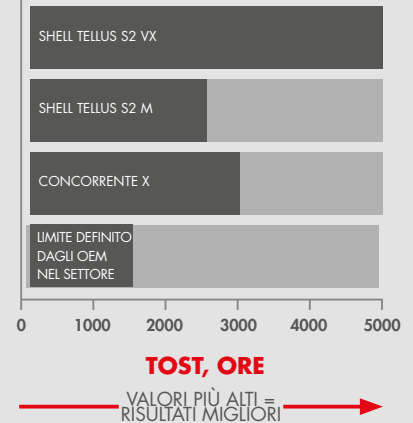 SHELL TELLUS S2 VX
SHELL TELLUS S2 M
CONCORRENTE X
LIMITE DEFINITO
DAGLI OEM
NEL SETTORE
0 1000 2000 3000 4000 5000
TOST, ORE
VALORI PIÙ ALTI =
RISULTATI MIGLIORI